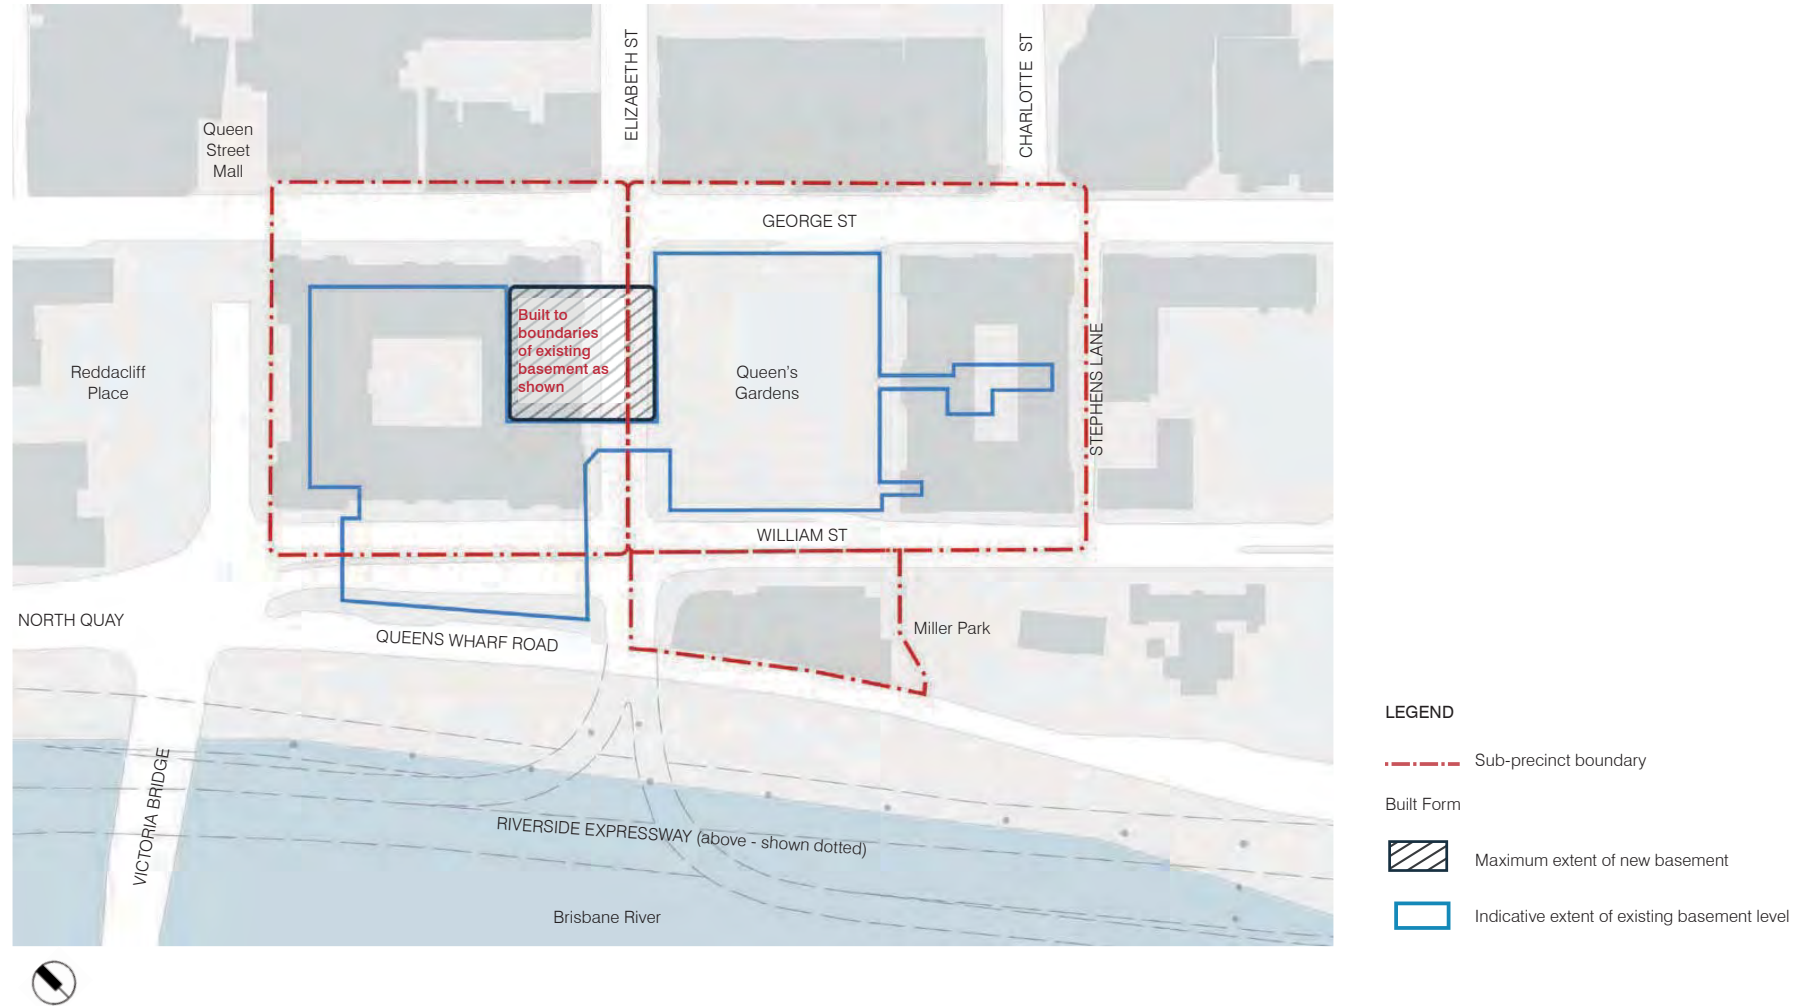 ELIZABETH ST
CHARLOTTE ST
Queen
Street
Mall
GEORGE ST
Built to
boundaries
of existing
basement as
shown
Reddacliff
Place
Queen's
Gardens
STEPHENS LANE
WILLIAM ST
NORTH QUAY
QUEENS WHARF ROAD
Miller Park
VICTORIA BRIDGE
RIVERSIDE EXPRESSWAY (above - shown dotted)
Brisbane River
LEGEND
Sub-precinct boundary
Built Form
Maximum extent of new basement
Indicative extent of existing basement level